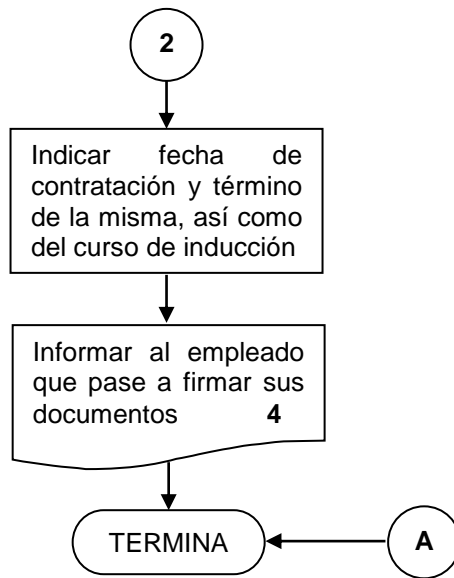 2
Indicar fecha de
contratación y término
de la misma, así como
del curso de inducción
Informar al empleado
que pase a firmar sus
documentos 4
TERMINA
A